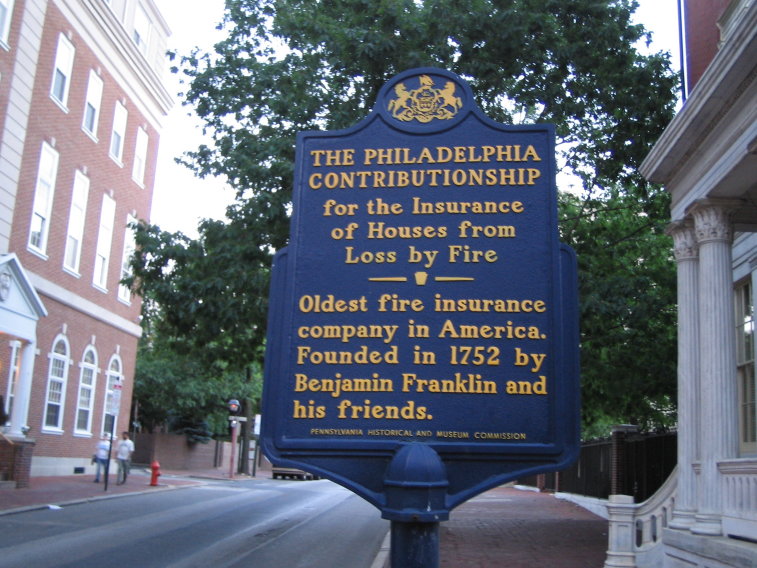 THE PHILADELPHIA
CONTRIBUTIONSHIP
for the Insurance
of Houses from
Loss by Fire
Oldest fire insurance
company in America.
Founded in 1752 by
Benjamin Franklin and
his friends.
PENNSYLVANIA HISTORICAL AND MUSEUM COMMISSION